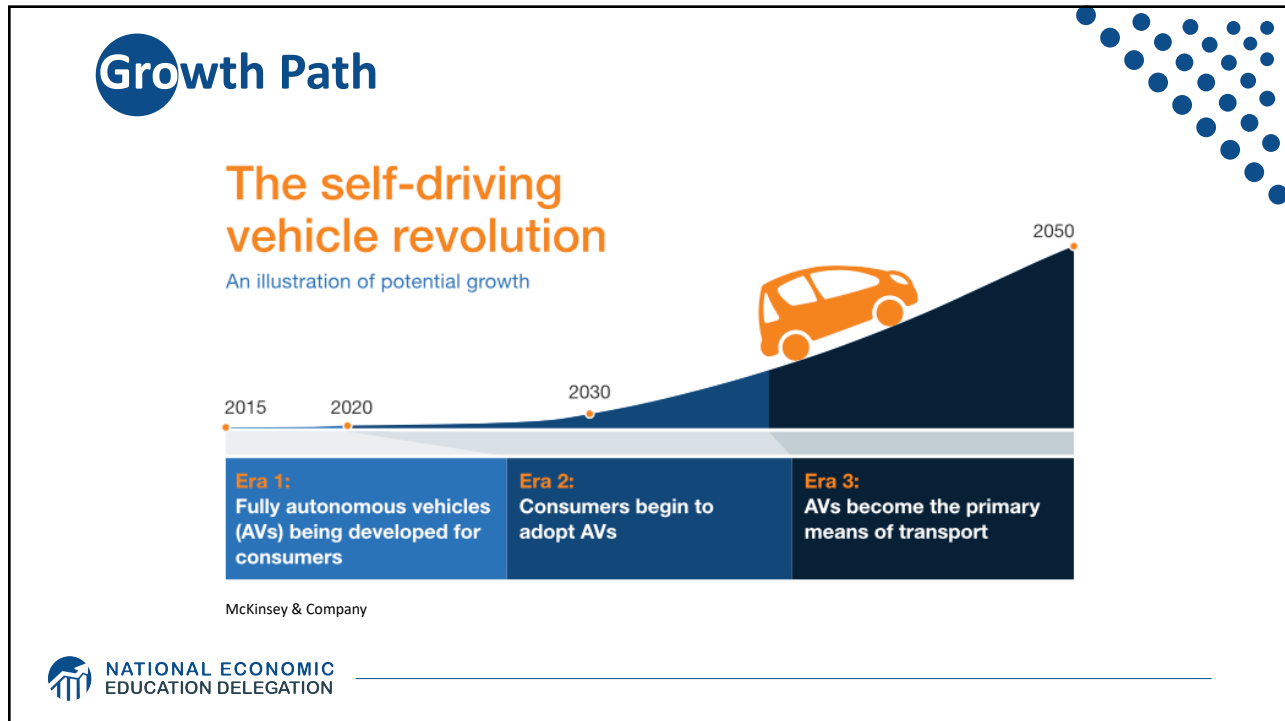 Growth Path
The self-driving
vehicle revolution
An illustration of potential growth
2015
2020
2030
2050
Era 1:
Fully autonomous vehicles
(AVs) being developed for
consumers
Era 2:
Consumers begin to
adopt AVs
Era 3:
AVs become the primary
means of transport
McKinsey & Company
NATIONAL ECONOMIC
EDUCATION DELEGATION